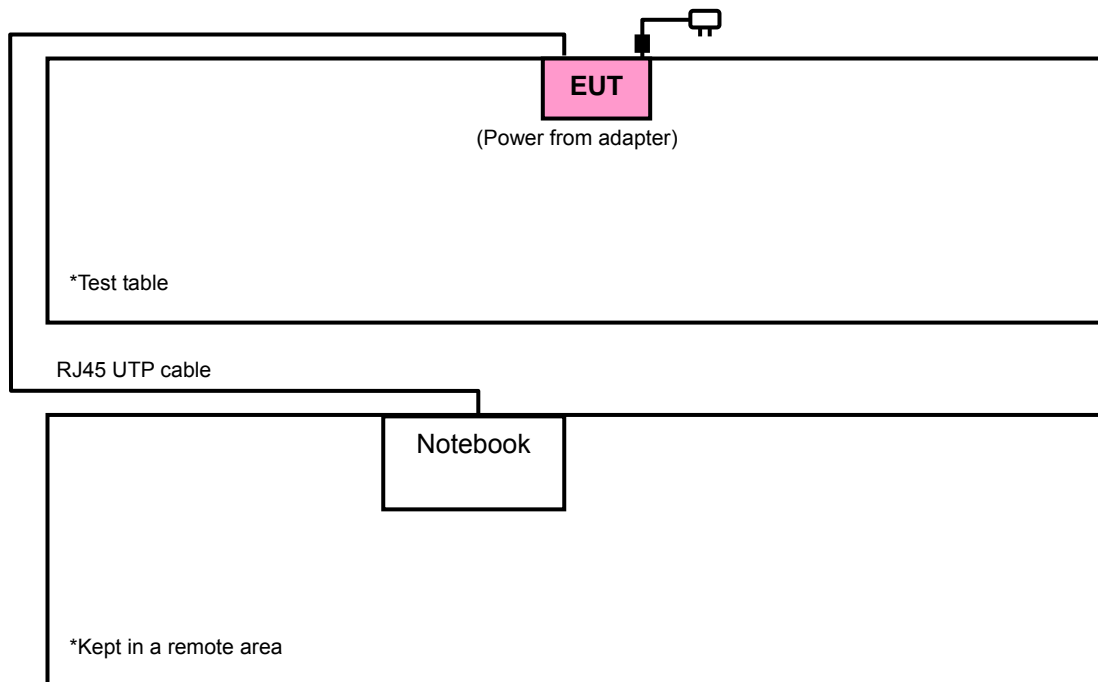 EUT
(Power from adapter)
*Test table
RJ45 UTP cable
Notebook
*Kept in a remote area